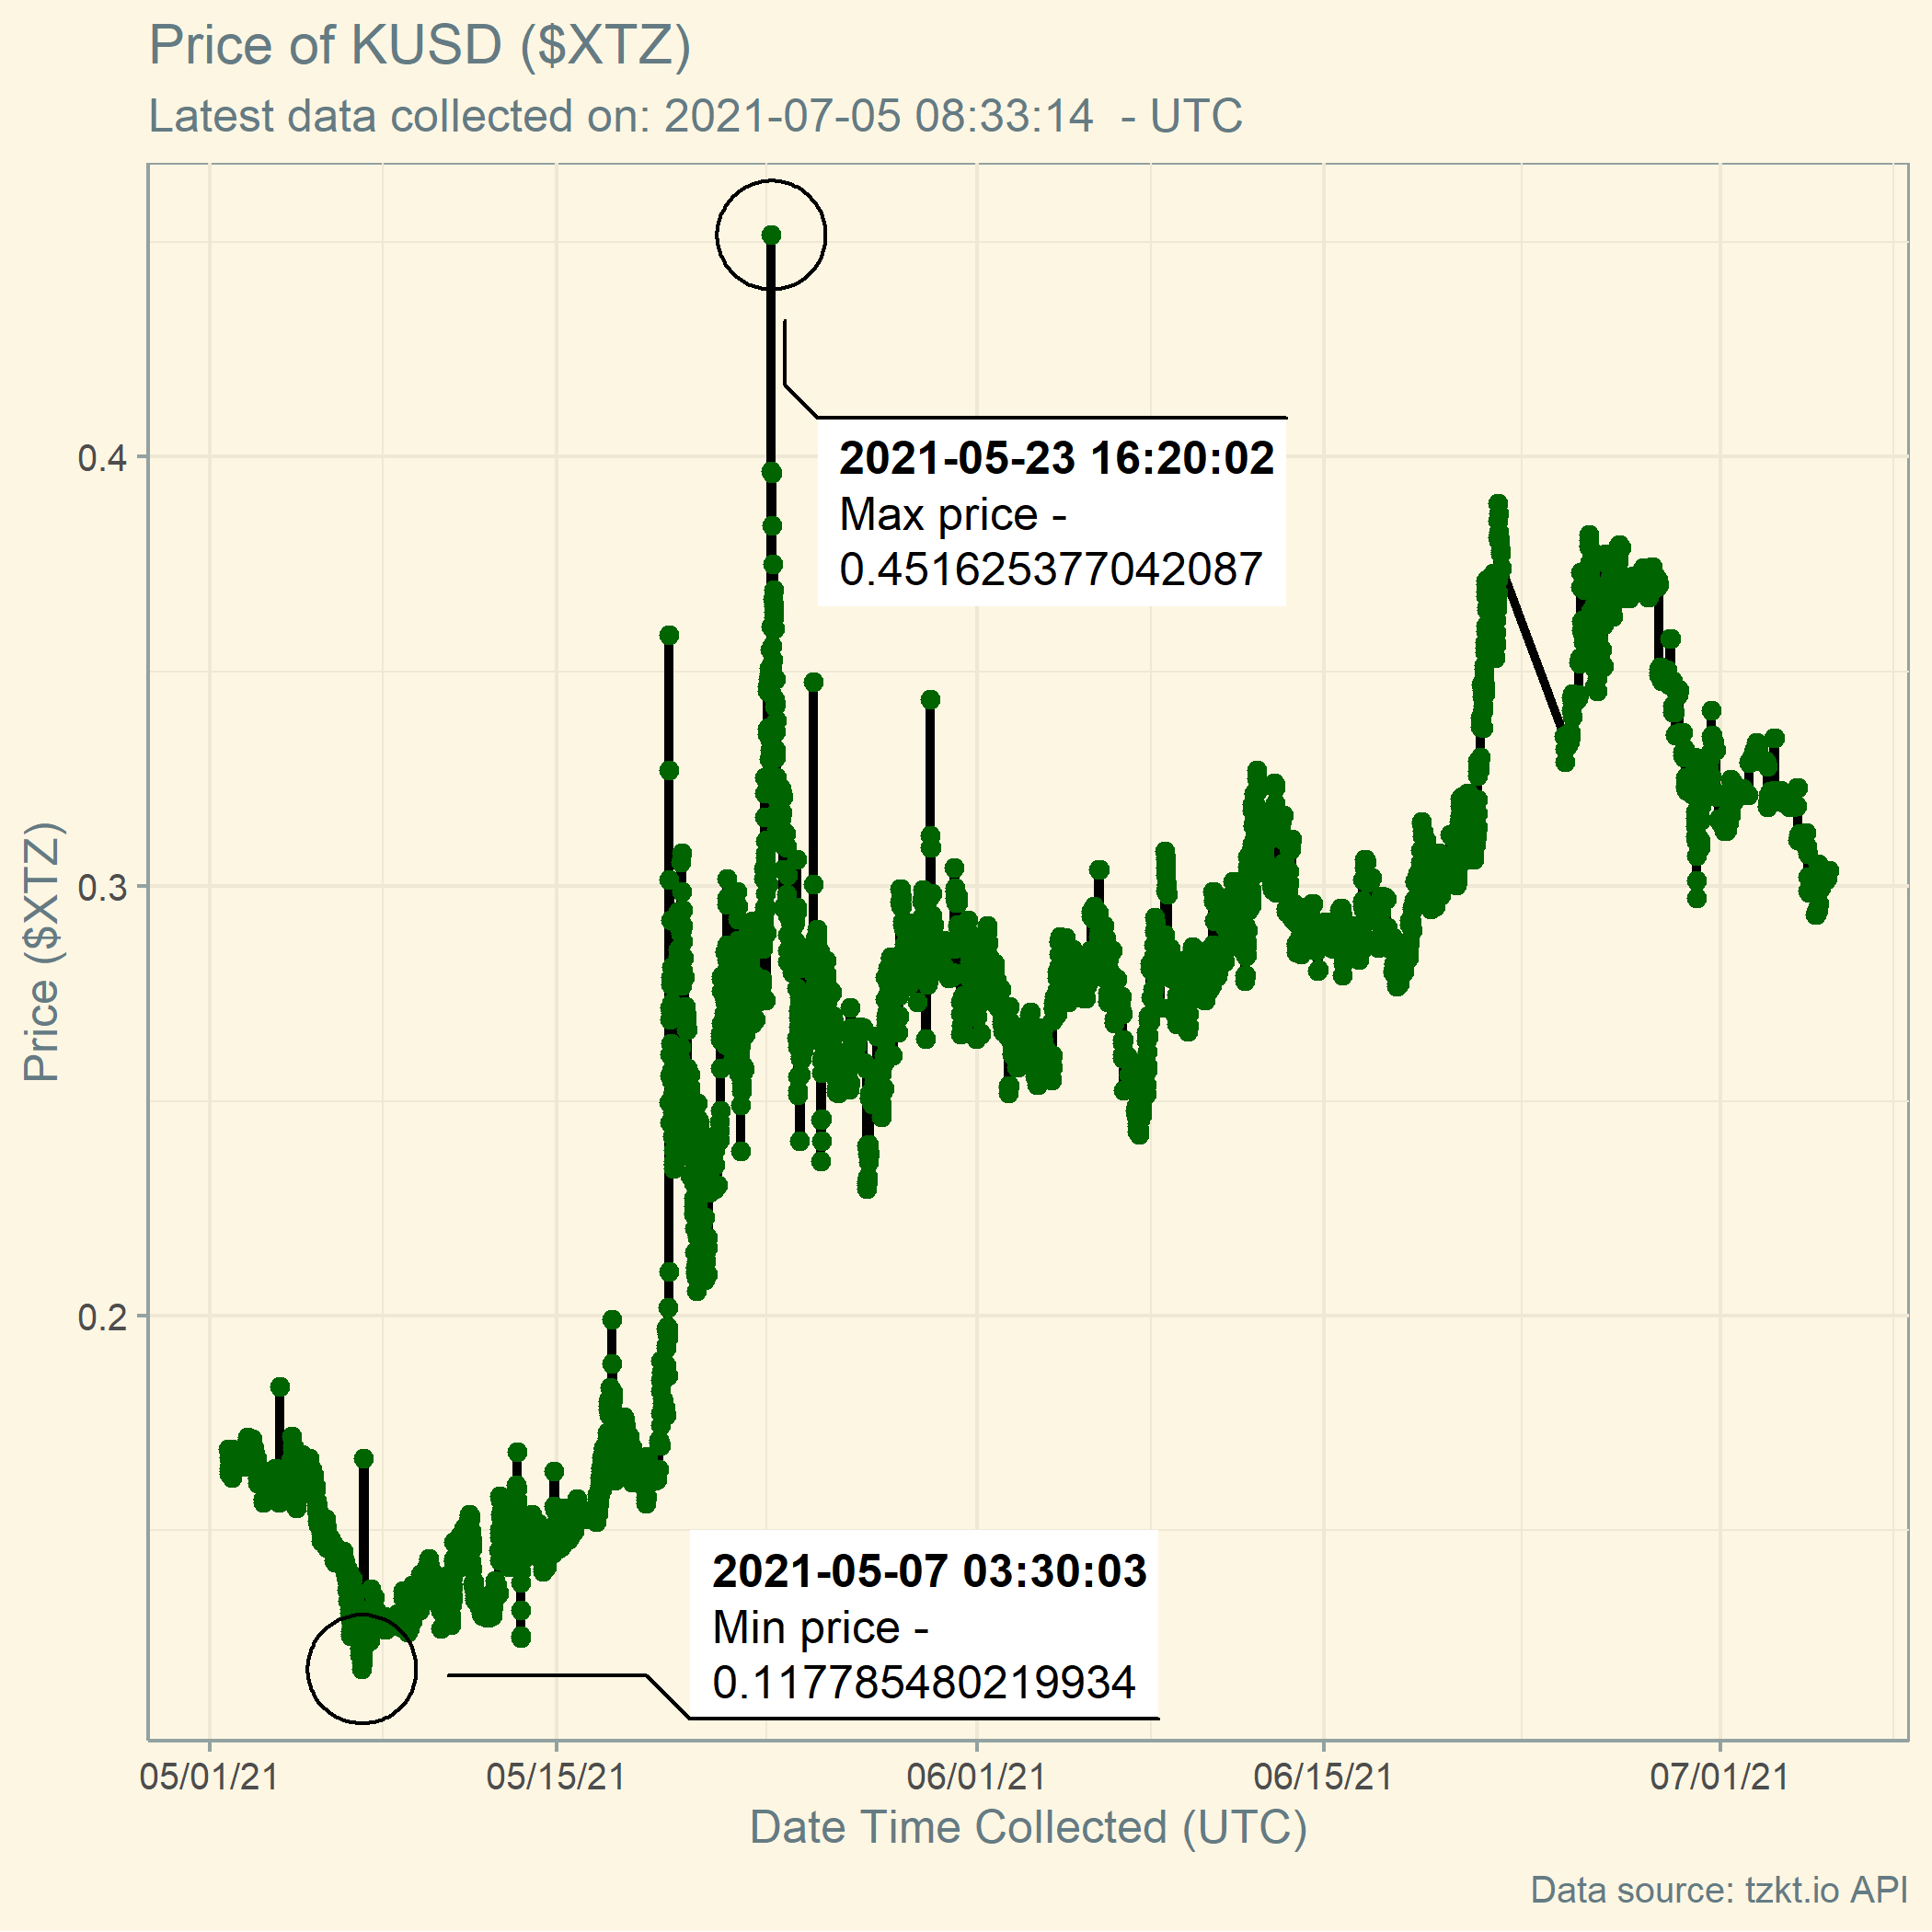 Price of KUSD ($XTZ)
Latest data collected on: 2021-07-05 08:33:14  - UTC
2021-05-23 16:20:02
Max price -
0.451625377042087
0.4
0.3
0.2
Price ($XTZ)
2021-05-07 03:30:03
Min price -
0.117785480219934
05/01/21
05/15/21
06/01/21
06/15/21
07/01/21
Date Time Collected (UTC)
Data source: tzkt.io API